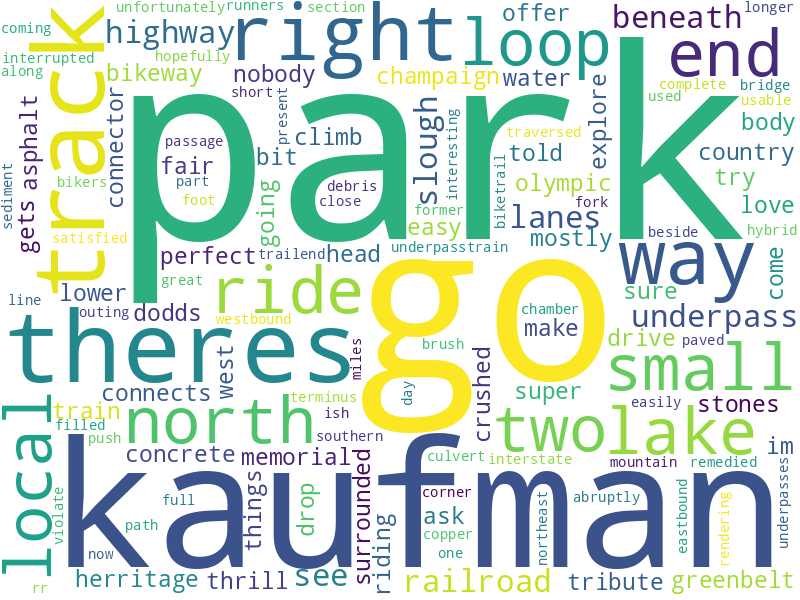 coming
unfortunately
runners
section
longer
interrupted
along
track
highway
hopefully
bikeway
nobody
short
right
loop
offer
beneath
end
champaign
water
explore
complete
bridge
used
usable
body
park
connector
passage
present
climb
slough
interesting
traversed
told
country
gets
asphalt
fair
bit
bikers
part
foot
debris
close
biketrail
olympic
fork
try
love
sediment
going
former
easy
lanes
mostly
beside
hybrid
satisfied
perfect
trailend
head
underpasstrain
way
come
great
line
lower
outing
dodds
ride
go
sure
westbound
chamber
make
drive
underpass
paved
theres
miles
brush
small
connects
west
day
crushed
super
easily
stones
local
train
terminus
ish
filled
push
north
southern
two
lake
im
concrete
memorial
culvert
interstate
mountain
remedied
kaufman
violate
path
full
things
drop
surrounded
corner
copper
ask
one
northeast
abruptly
eastbound
rendering
underpasses
now
rr
herritage
thrill
see
riding
railroad
tribute
greenbelt